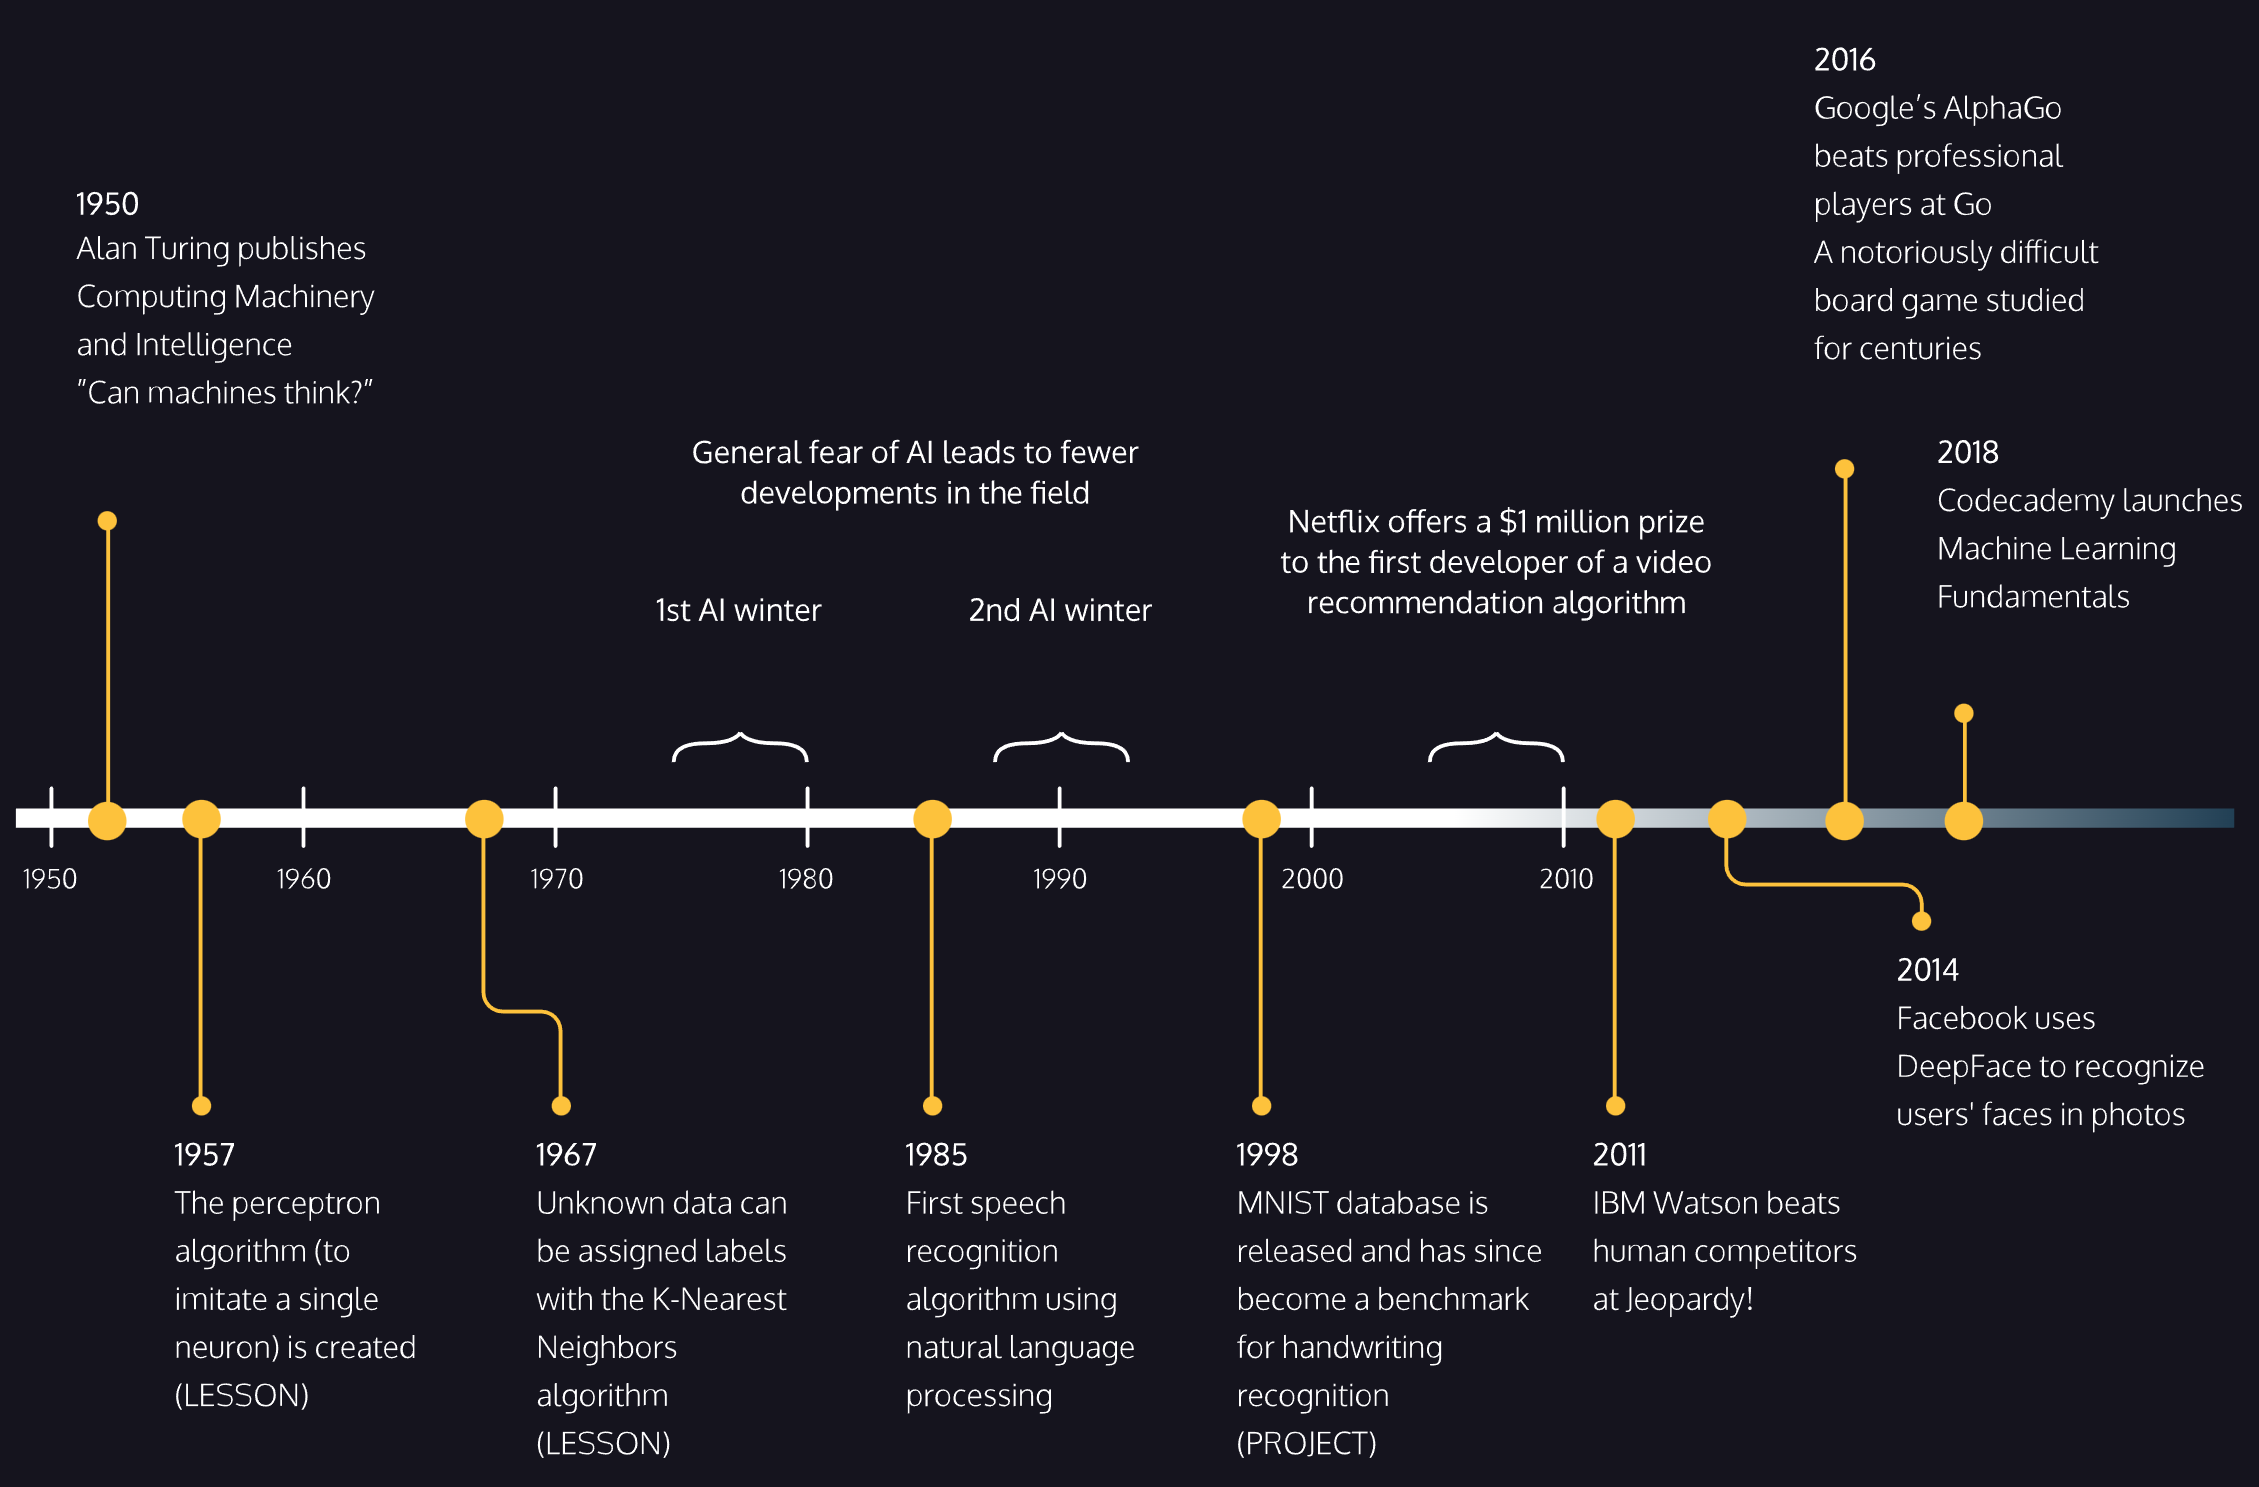 2016
Google's AlphaGo
beats professional
players at Go
A notoriously difficult
board game studied
for centuries
1950
Alan Turing publishes
Computing Machinery
and Intelligence
"Can machines think?"
General fear of AI leads to fewer
developments in the field
1st AI winter
2nd AI winter
Netflix offers a $1 million prize
to the first developer of a video
recommendation algorithm
2018
Codecademy launches
Machine Learning
Fundamentals
1950
1960
1970
1980
1990
2000
2010
2014
Facebook uses
DeepFace to recognize
users' faces in photos
1957
The perceptron
algorithm (to
imitate a single
neuron) is created
(LESSON)
1967
Unknown data can
be assigned labels
with the K-Nearest
Neighbors
algorithm
(LESSON)
1985
First speech
recognition
algorithm using
natural language
processing
1998
MNIST database is
released and has since
become a benchmark
for handwriting
recognition
(PROJECT)
2011
IBM Watson beats
human competitors
at Jeopardy!